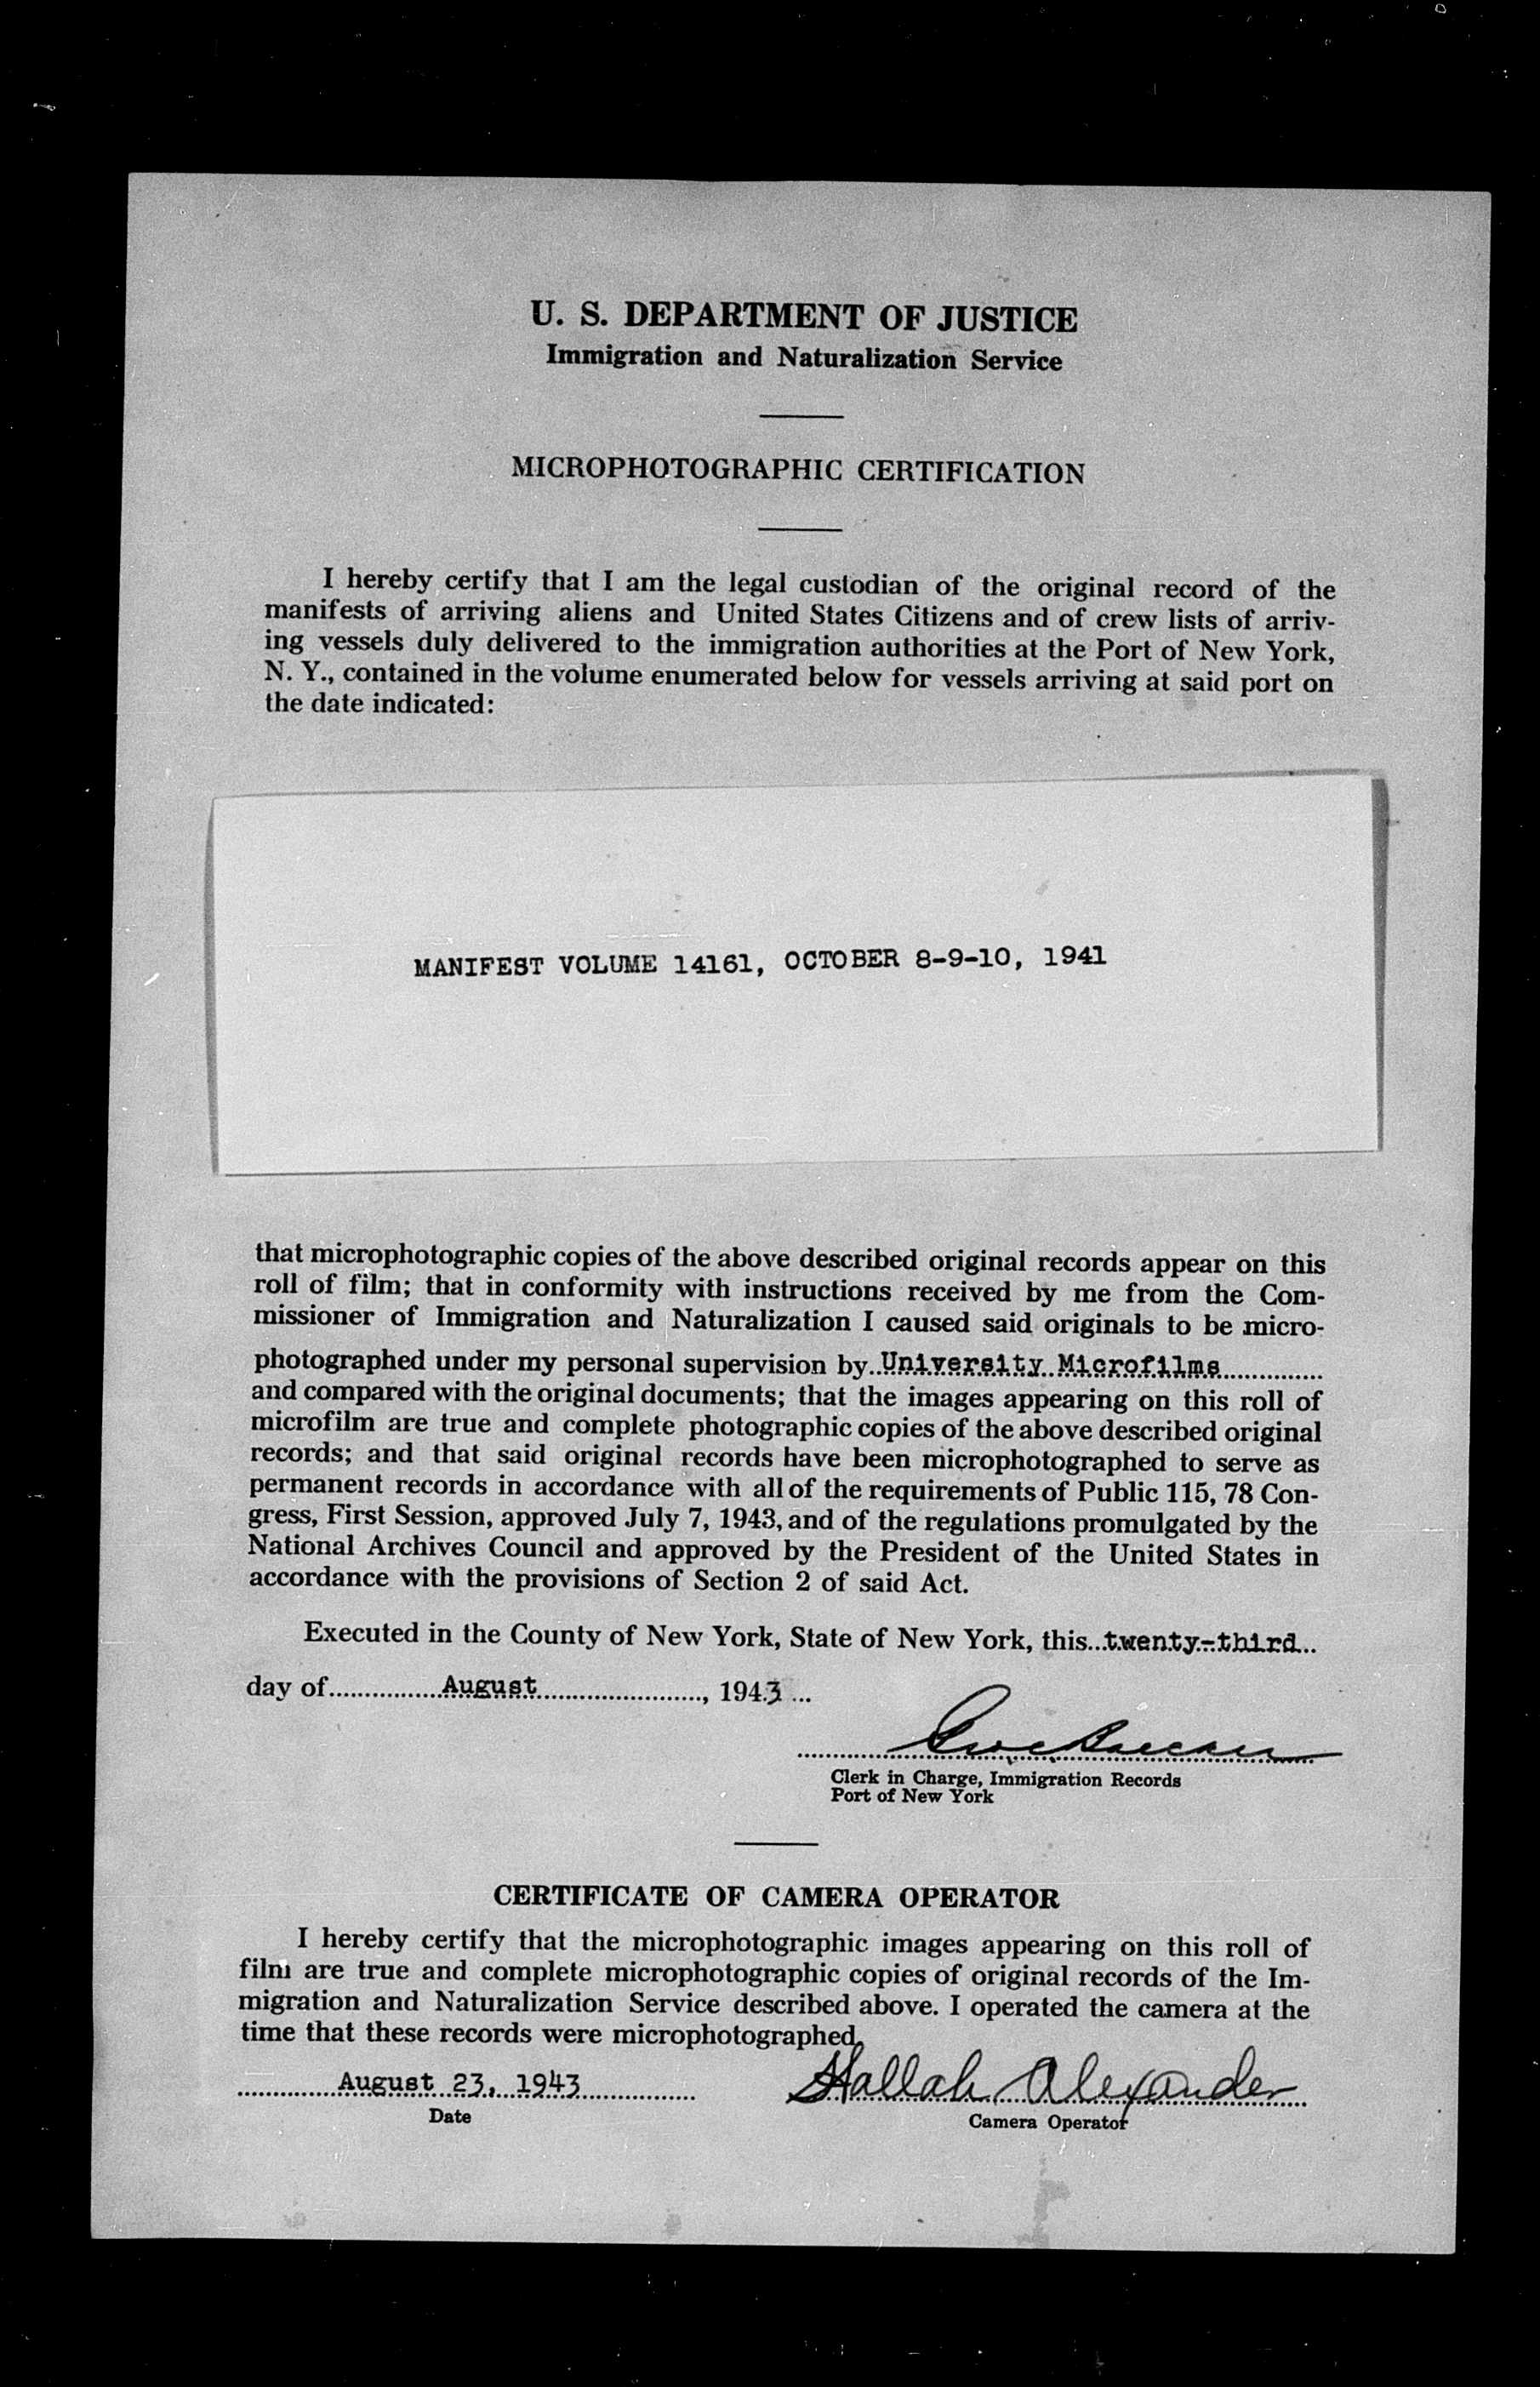 U. S. DEPARTMENT OF JUSTICE
Immigration and Naturalization Service
MICROPHOTOGRAPHIC CERTIFICATION
I hereby certify that I am the legal custodian of the original record of the
manifests of arriving aliens and United States Citizens and of crew lists of arriv-
ing vessels duly delivered to the immigration authorities at the Port of New York,
N. Y., contained in the volume enumerated below for vessels arriving at said port on
the date indicated:
MANIFEST VOLUME 14161, OCTOBER 8-9-10, 1941
that microphotographic copies of the above described original records appear on this
roll of film; that in conformity with instructions received by me from the Com-
missioner of Immigration and Naturalization I caused said originals to be micro-
photographed under my personal supervision by University Microfilms
and compared with the original documents; that the images appearing on this roll of
microfilm are true and complete photographic copies of the above described original
records; and that said original records have been microphotographed to serve as
permanent records in accordance with all of the requirements of Public 115, 78 Con-
gress, First Session, approved July 7, 1943, and of the regulations promulgated by the
National Archives Council and approved by the President of the United States in
accordance with the provisions of Section 2 of said Act.
Executed in the County of New York, State of New York, this twenty-third
day of August, 1943
Clerk in Charge, Immigration Records
Port of New York
CERTIFICATE OF CAMERA OPERATOR
I hereby certify that the microphotographic images appearing on this roll of
film are true and complete microphotographic copies of original records of the Im-
migration and Naturalization Service described above. I operated the camera at the
time that these records were microphotographed.
August 23, 1943 Hallah Alexander
Date Camera Operator